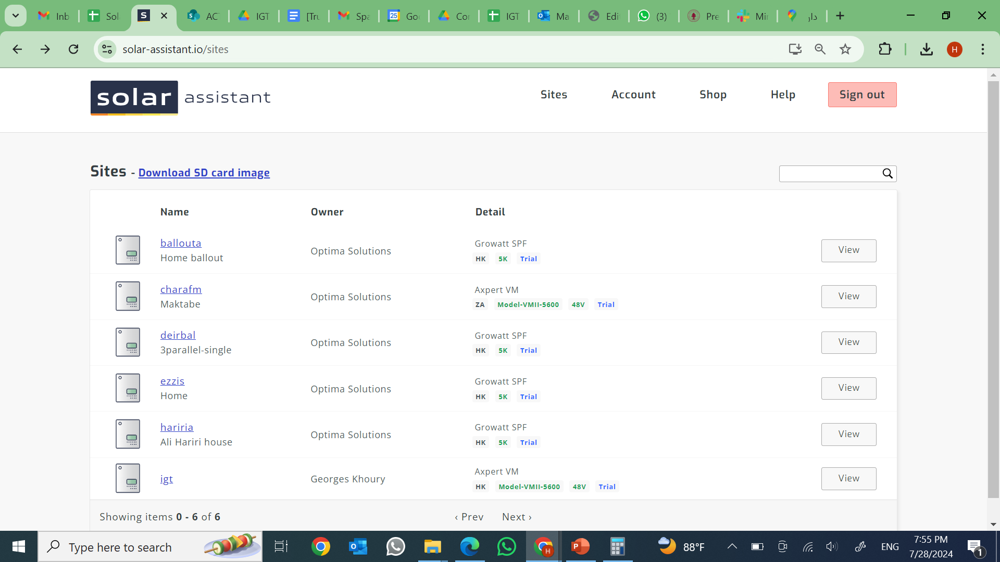 Inb
Sol
S
AC
IGT
[Tru
Spa
25
Goo
Cor
IGT
Ma
Edi
(3)
Pre
Mir
دار
solar-assistant.io/sites
H
solar assistant
Sites
Account
Shop
Help
Sign out
Sites - Download SD card image
Name
Owner
Detail
ballouta
Home ballout
Optima Solutions
Growatt SPF
HK 5K Trial
View
charafm
Maktabe
Optima Solutions
Axpert VM
ZA Model-VMII-5600 48V Trial
View
deirbal
3parallel-single
Optima Solutions
Growatt SPF
HK 5K Trial
View
ezzis
Home
Optima Solutions
Growatt SPF
HK 5K Trial
View
hariria
Ali Hariri house
Optima Solutions
Growatt SPF
HK 5K Trial
View
igt
Georges Khoury
Axpert VM
HK Model-VMII-5600 48V Trial
View
Showing items 0 - 6 of 6
‹ Prev
Next ›
Type here to search
88°F
ENG
7:55 PM
7/28/2024
1